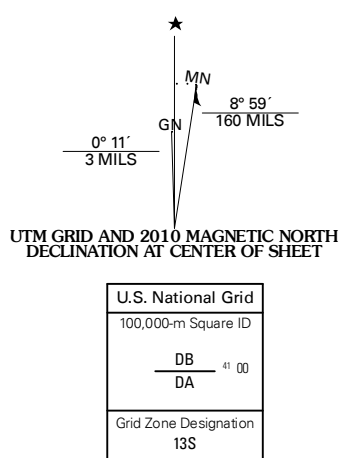 ★
MN
8° 59´
160 MILS
GN
0° 11´
3 MILS
UTM GRID AND 2010 MAGNETIC NORTH
DECLINATION AT CENTER OF SHEET
U.S. National Grid
100,000-m Square ID
DB
41 00
DA
Grid Zone Designation
13S